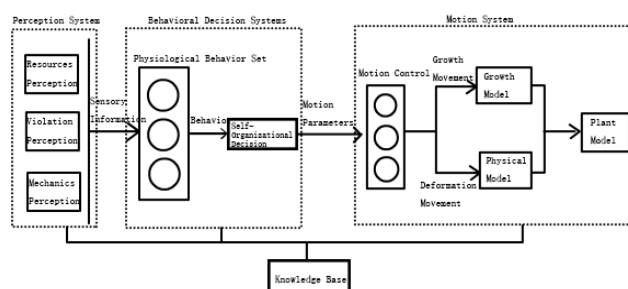 Perception System
Behavioral Decision Systems
Motion System
Resources
Perception
Violation
Perception
Mechanics
Perception
Sensory
Information
Physiological Behavior Set
Behavio
Self-
Organisational
Decision
Motion
Parameters
Motion Control
Growth
Movement
Deformation
Movement
Growth
Model
Physical
Model
Plant
Model
Knowledge Base